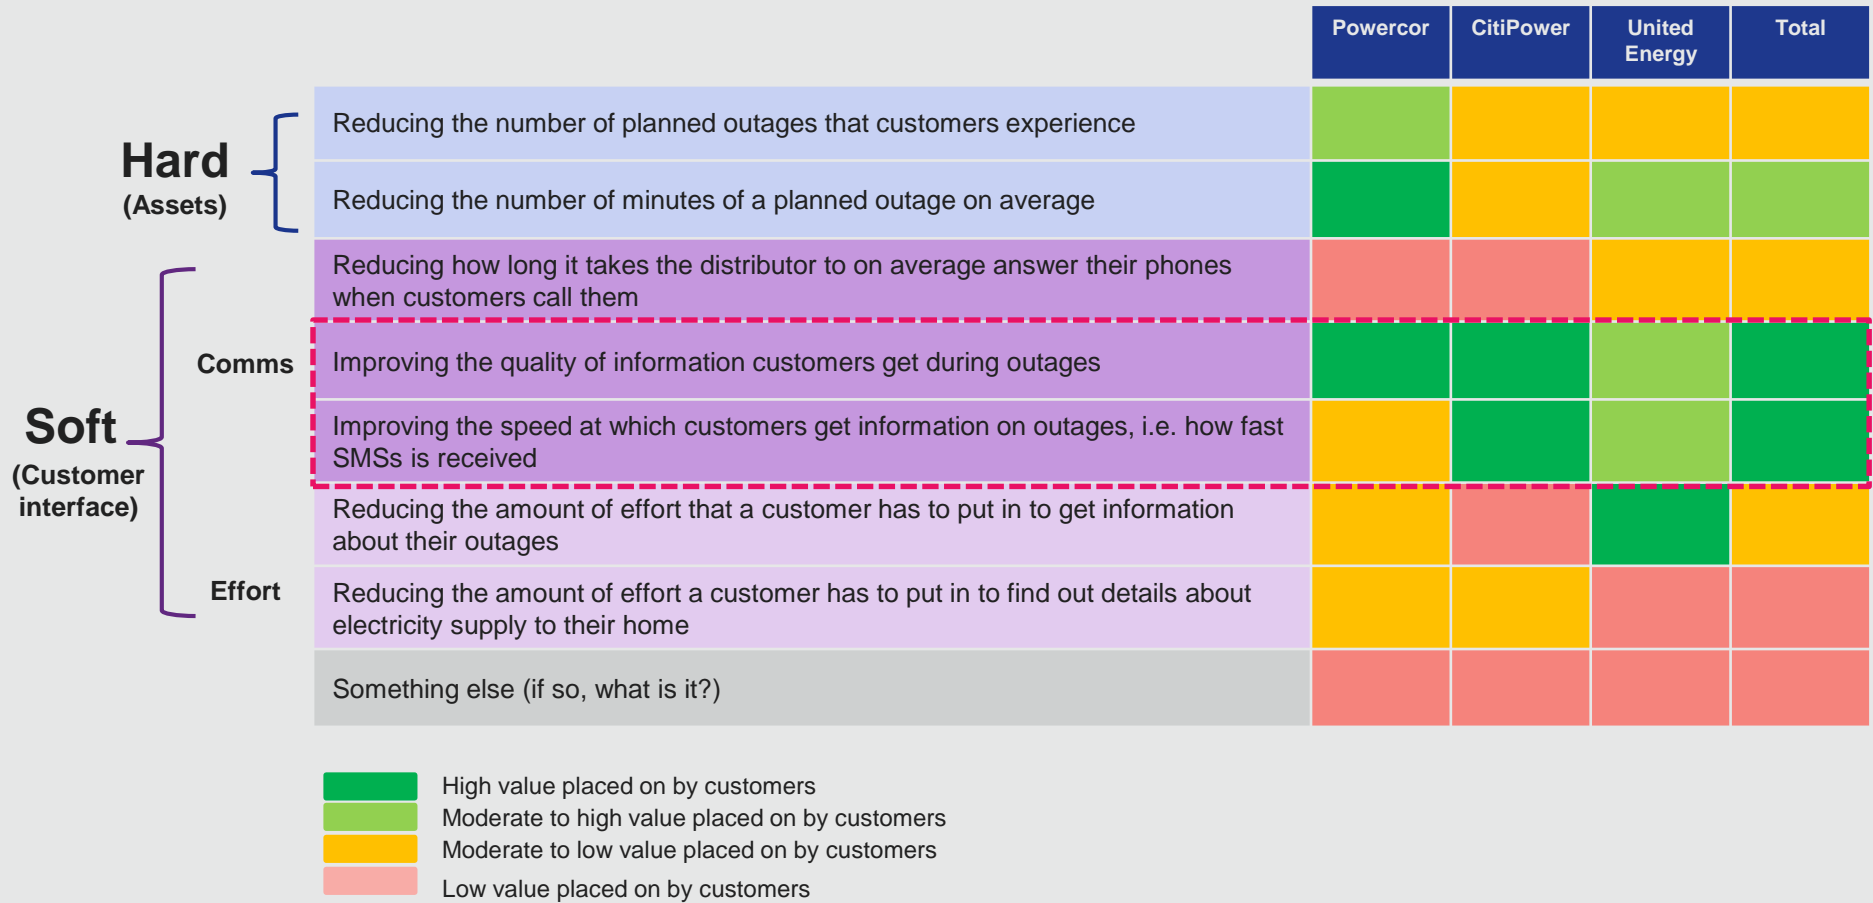 Powercor
CitiPower
United
Energy
Total
Hard
(Assets)
Reducing the number of planned outages that customers experience
Reducing the number of minutes of a planned outage on average
Soft
(Customer
interface)
Comms
Reducing how long it takes the distributor to on average answer their phones
when customers call them
Improving the quality of information customers get during outages
Improving the speed at which customers get information on outages, i.e. how fast
SMSs is received
Effort
Reducing the amount of effort that a customer has to put in to get information
about their outages
Reducing the amount of effort a customer has to put in to find out details about
electricity supply to their home
Something else (if so, what is it?)
High value placed on by customers
Moderate to high value placed on by customers
Moderate to low value placed on by customers
Low value placed on by customers